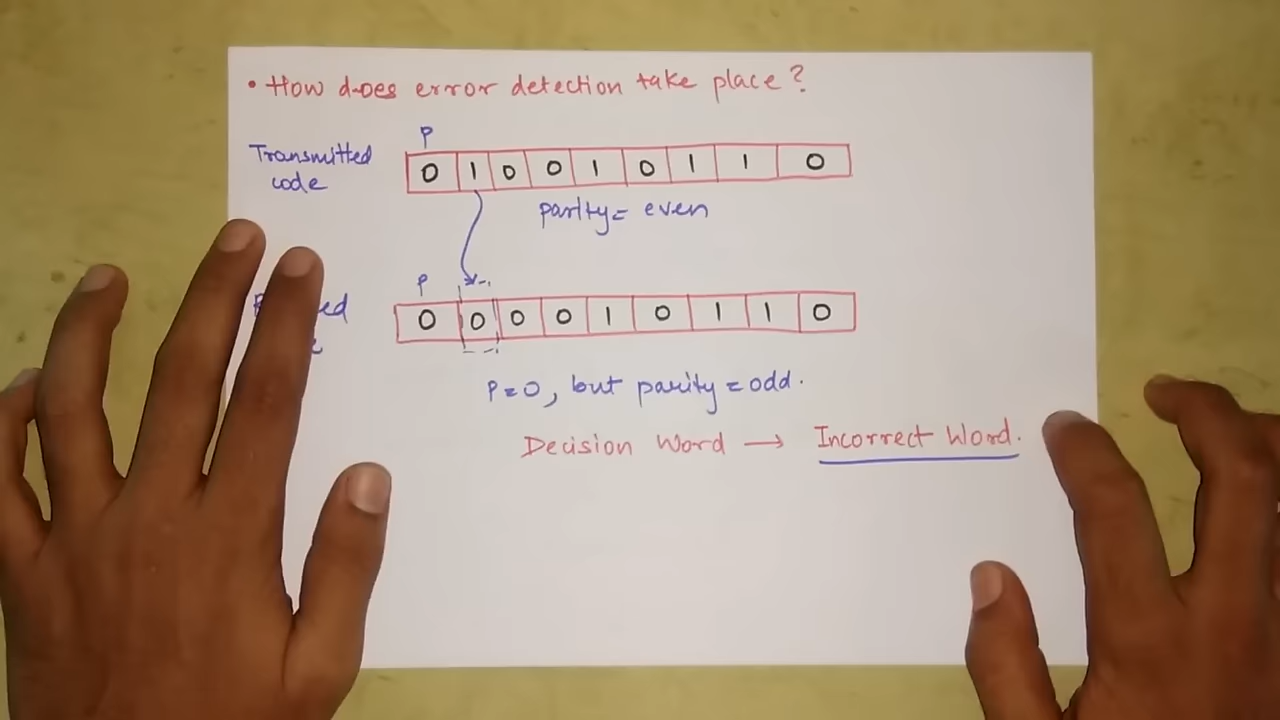 • How does error detection take place?
P
Transmitted code
0 1 0 0 1 0 1 1 0
parity = even
P
0 0 0 0 1 0 1 1 0
P=0, but parity = odd.
Decision Word → Incorrect Word.